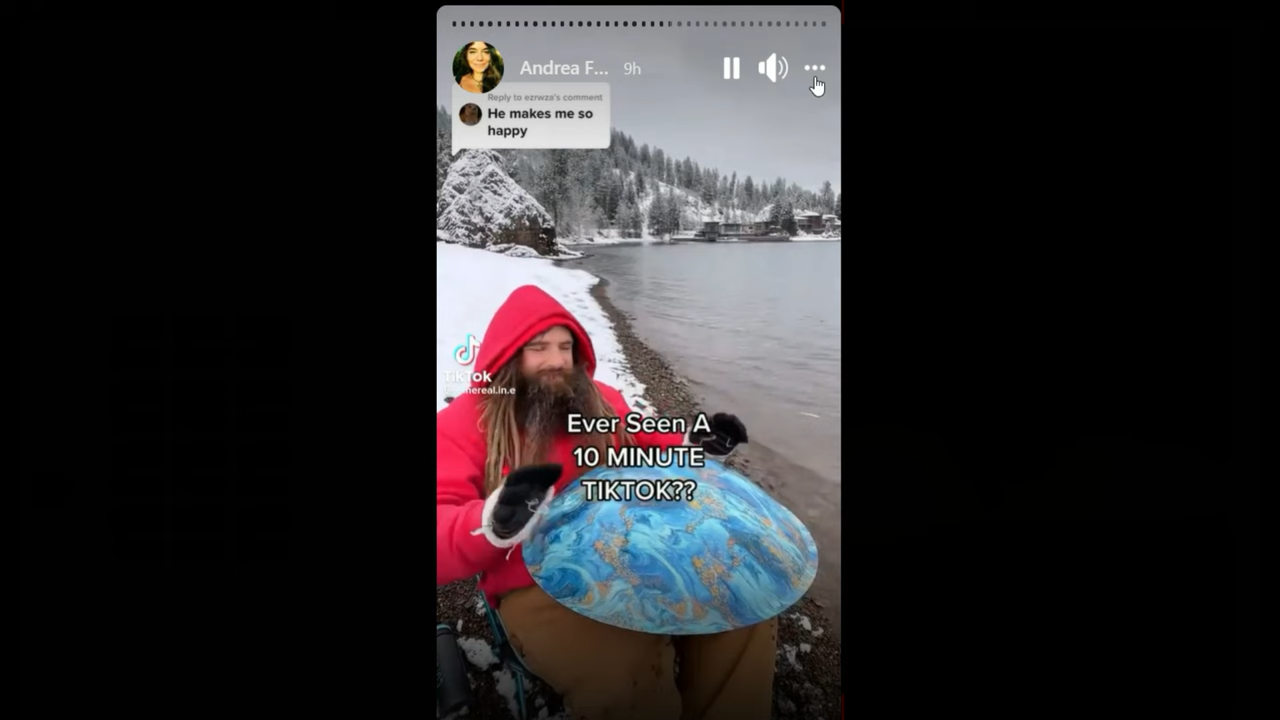 Andrea F... 9h
Reply to ezrwza's comment
He makes me so
happy
TikTok
Ever Seen A
10 MINUTE
TIKTOK??